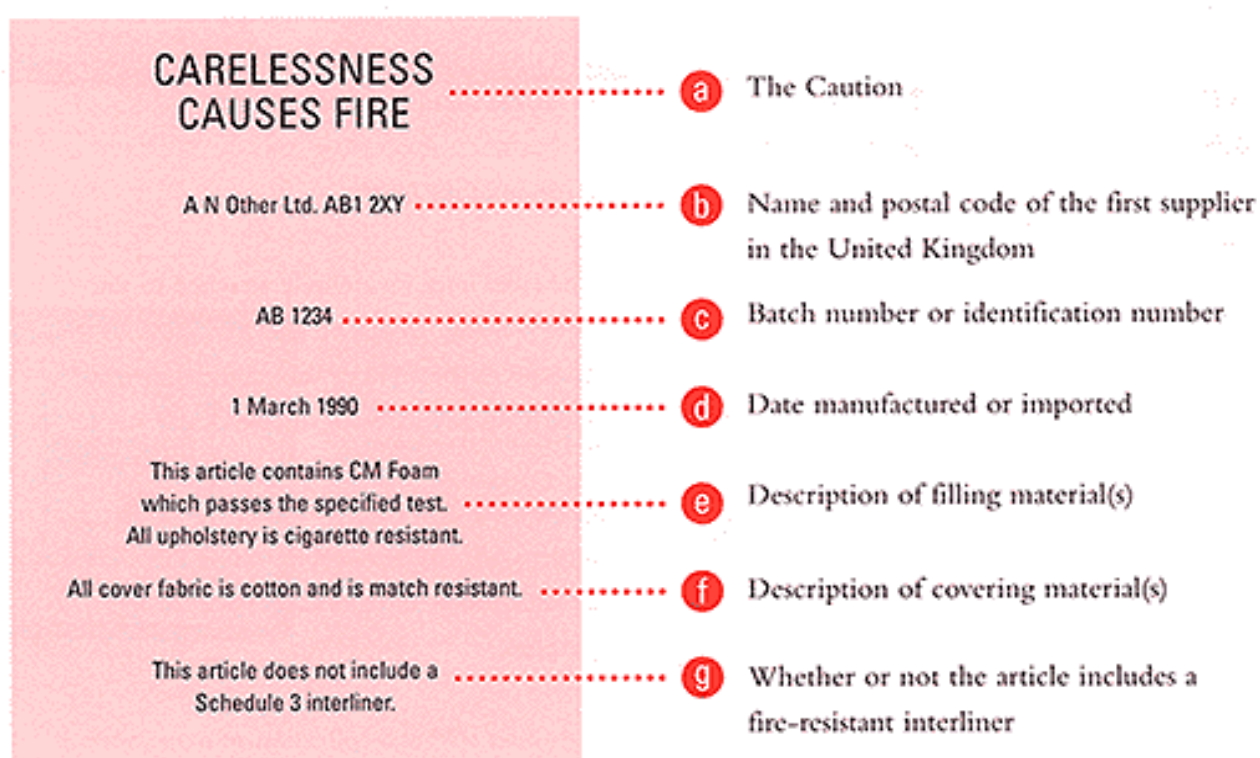 CARELESSNESS
CAUSES FIRE
a The Caution
A N Other Ltd. AB1 2XY
b Name and postal code of the first supplier
in the United Kingdom
AB 1234
c Batch number or identification number
1 March 1990
d Date manufactured or imported
This article contains CM Foam
which passes the specified test.
All upholstery is cigarette resistant.
e Description of filling material(s)
All cover fabric is cotton and is match resistant.
f Description of covering material(s)
This article does not include a
Schedule 3 interliner.
g Whether or not the article includes a
fire-resistant interliner